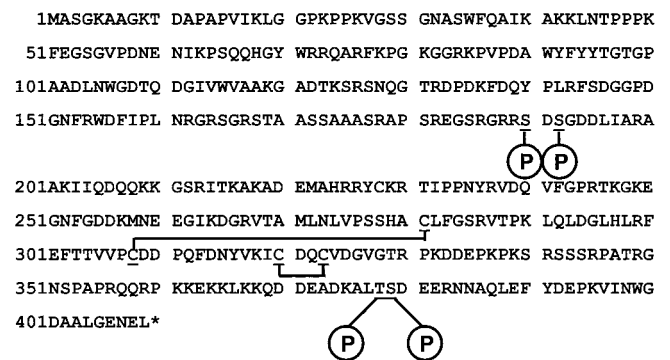 1MASGKAAGKT DAPAPVIKLG GPKPPKVGSS GNASWFQAIK AKKLNTPPPK
51FEGSGVPDNE NIKPSQQHGY WRRQARFKPG KGGRKPVPDA WYFYYTGTGP
101AADLNWGDTQ DGIVWVAAKG ADTKSRSNQG TRDPDKFDQY PLRFSDGGPD
151GNFRWDFIPL NRGRSGRSTA ASSAAASRAP SREGSRGRRS DSGDDLIARA
P P
201AKIIQDQQKK GSRITKAKAD EMAHRRYCKR TIPPNYRVDQ VFGPRTKGKE
251GNFGDDKMNE EGIKDGRVTA MLNLVPSSHA CLFGSRVTPK LQLDGLHLRF
301EFTTVVPCDD PQFDNYVKIC DQCVDGVGTR PKDDEPKPKS RSSSRPATRG
351NSPAPRQQRP KKEKKLKKQD DEADKALTSD EERNNAQLEF YDEPKVINWG
401DAALGENEL*
P P